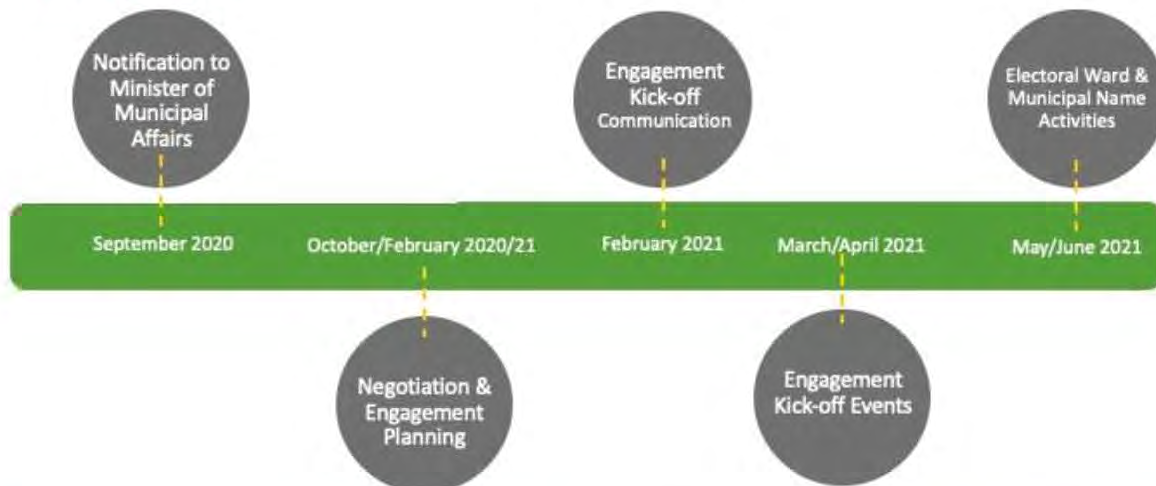 Notification to
Minister of
Municipal
Affairs
Engagement
Kick-off
Communication
Electoral Ward &
Municipal Name
Activities
September 2020
October/February 2020/21
February 2021
March/April 2021
May/June 2021
Negotiation &
Engagement
Planning
Engagement
Kick-off Events